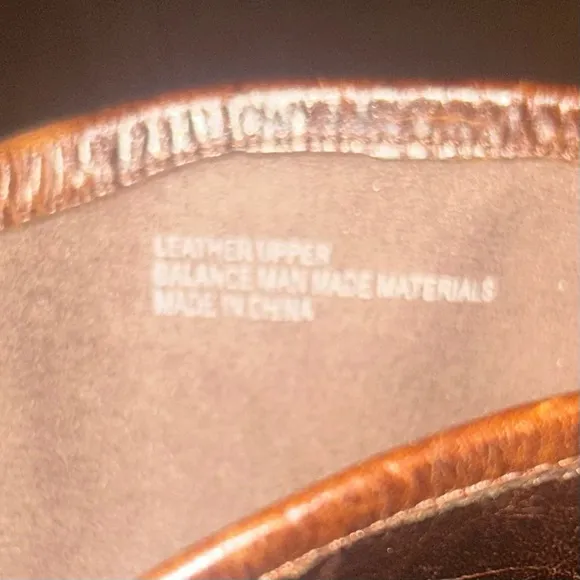 LEATHER UPPER
BALANCE MAN MADE MATERIALS
MADE IN CHINA